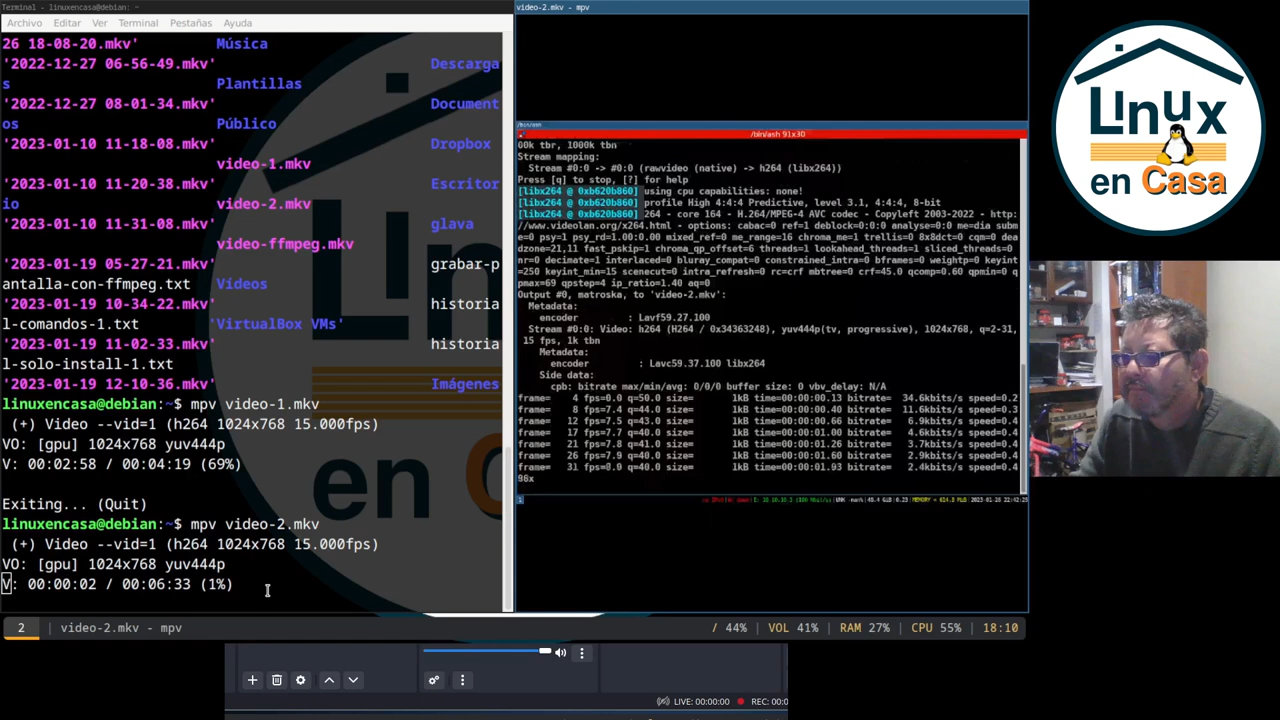 Terminal - linuxencasa@debian: ~
Archivo Editar Ver Terminal Pestañas Ayuda
26 18-08-20.mkv' Música
'2022-12-27 06-56-49.mkv' Descarga
s Plantillas
'2022-12-27 08-01-34.mkv' Document
os Público
'2023-01-10 11-18-08.mkv' Dropbox
video-1.mkv
'2023-01-10 11-20-38.mkv' Escritor
io video-2.mkv
'2023-01-10 11-31-08.mkv' glava
video-ffmpeg.mkv
'2023-01-19 05-27-21.mkv' grabar-p
antalla-con-ffmpeg.txt Vídeos
'2023-01-19 10-34-22.mkv' historia
l-comandos-1.txt 'VirtualBox VMs'
'2023-01-19 11-02-33.mkv' historia
l-solo-install-1.txt
'2023-01-19 12-10-36.mkv' Imágenes
linuxencasa@debian:~$ mpv video-1.mkv
(+) Video --vid=1 (h264 1024x768 15.000fps)
VO: [gpu] 1024x768 yuv444p
V: 00:02:58 / 00:04:19 (69%)
Exiting... (Quit)
linuxencasa@debian:~$ mpv video-2.mkv
(+) Video --vid=1 (h264 1024x768 15.000fps)
VO: [gpu] 1024x768 yuv444p
V: 00:00:02 / 00:06:33 (1%)
en
video-2.mkv - mpv
/bin/ash
/bin/ash 91x30
00k tbr, 1000k tbn
Stream mapping:
Stream #0:0 -> #0:0 (rawvideo (native) -> h264 (libx264)
Press [q] to stop, [?] for help
[libx264 @ 0xb620b860] using cpu capabilities: none!
[libx264 @ 0xb620b860] profile High 4:4:4 Predictive, level 3.1, 4:4:4, 8-bit
[libx264 @ 0xb620b860] 264 - core 164 - H.264/MPEG-4 AVC codec - Copyleft 2003-2022 - http:
//www.videolan.org/x264.html - options: cabac=0 ref=1 deblock=0:0:0 analyse=0:0 me=dia subm
e=0 psy=1 psy_rd=1.00:0.00 mixed_ref=0 me_range=16 chroma_me=1 trellis=0 8x8dct=0 cqm=0 dea
dzone=21,11 fast_pskip=1 chroma_qp_offset=6 threads=1 lookahead_threads=1 sliced_threads=0
nr=0 decimate=1 interlaced=0 bluray_compat=0 constrained_intra=0 bframes=0 weightp=0 keyint
=250 keyint_min=15 scenecut=0 intra_refresh=0 rc=crf mbtree=0 crf=45.0 qcomp=0.60 qpmin=0 q
pmax=69 qpstep=4 ip_ratio=1.40 aq=0
Output #0, matroska, to 'video-2.mkv':
Metadata:
encoder : Lavf59.27.100
Stream #0:0: Video: h264 (H264 / 0x34363248), yuv444p(tv, progressive), 1024x768, q=2-31,
15 fps, 1k tbn
Metadata:
encoder : Lavc59.37.100 libx264
Side data:
cpb: bitrate max/min/avg: 0/0/0 buffer size: 0 vbv_delay: N/A
frame= 4 fps=0.0 q=50.0 size= 1kB time=00:00:00.13 bitrate= 34.6kbits/s speed=0.2
frame= 8 fps=7.4 q=44.0 size= 1kB time=00:00:00.40 bitrate= 11.6kbits/s speed=0.3
frame= 12 fps=7.5 q=43.0 size= 1kB time=00:00:00.66 bitrate= 6.9kbits/s speed=0.4
frame= 17 fps=7.7 q=40.0 size= 1kB time=00:00:01.00 bitrate= 4.6kbits/s speed=0.4
frame= 21 fps=7.8 q=41.0 size= 1kB time=00:00:01.26 bitrate= 3.7kbits/s speed=0.4
frame= 26 fps=7.9 q=40.0 size= 1kB time=00:00:01.60 bitrate= 2.9kbits/s speed=0.4
frame= 31 fps=8.9 q=40.0 size= 1kB time=00:00:01.93 bitrate= 2.4kbits/s speed=0.4
98x
Linux
en Casa
2 video-2.mkv - mpv / 44% VOL 41% RAM 27% CPU 55% 18:10
LIVE: 00:00:00 REC: 00:0